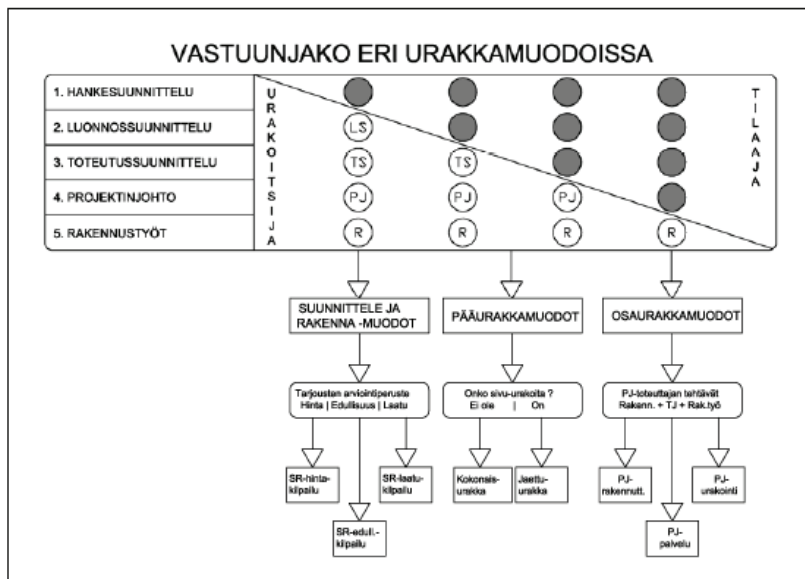 VASTUUNJAKO ERI URAKKAMUODOISSA
1. HANKESUUNNITTELU
2. LUONNOSSUUNNITTELU
3. TOTEUTUSSUUNNITTELU
4. PROJEKTINJOHTO
5. RAKENNUSTYÖT
URAKOITSIJA
LS
TS
TS
PJ
PJ
PJ
R
R
R
R
TILAAJA
SUUNNITTELE JA
RAKENNA -MUODOT
PÄÄURAKKAMUODOT
OSAURAKKAMUODOT
Tarjousten arviointiperuste
Hinta | Edullisuus | Laatu
Onko sivu-urakoita ?
Ei ole | On
PJ-toteuttajan tehtävät
Rakenn. + TJ + Rak.työ
SR-hinta-
kilpailu
SR-laatu-
kilpailu
Kokonais-
urakka
Jaettu-
urakka
PJ-
rakennutt.
PJ-
urakointi
SR-edull.-
kilpailu
PJ-
palvelu